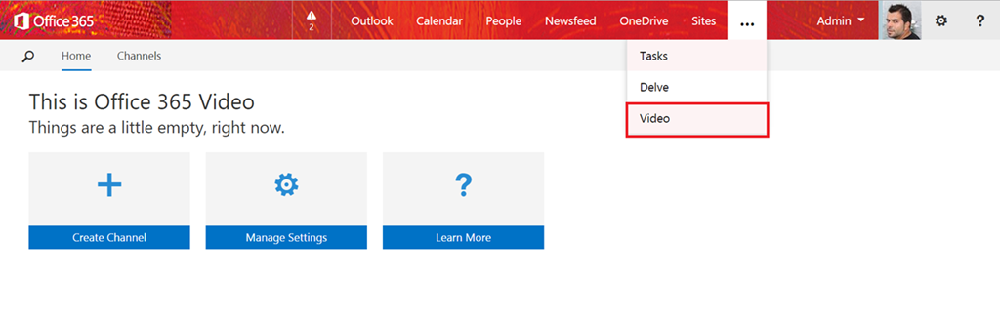 Office 365
2
Outlook
Calendar
People
Newsfeed
OneDrive
Sites
...
Admin
?
Home
Channels
Tasks
Delve
Video
This is Office 365 Video
Things are a little empty, right now.
+
?
Create Channel
Manage Settings
Learn More